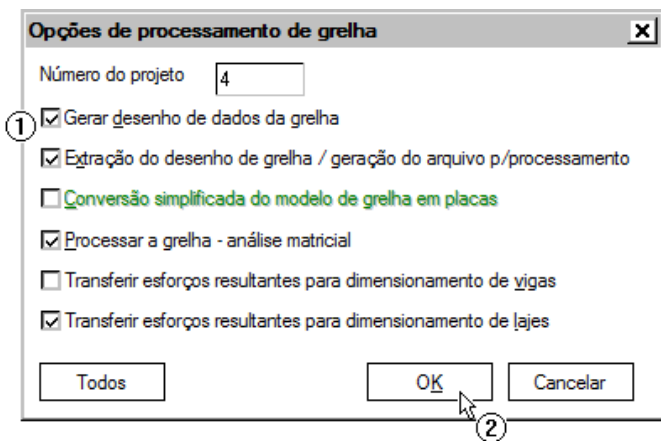 Opções de processamento de grelha
Número do projeto 4
1 Gerar desenho de dados da grelha
Extração do desenho de grelha / geração do arquivo p/processamento
Conversão simplificada do modelo de grelha em placas
Processar a grelha - análise matricial
Transferir esforços resultantes para dimensionamento de vigas
Transferir esforços resultantes para dimensionamento de lajes
Todos OK Cancelar
2